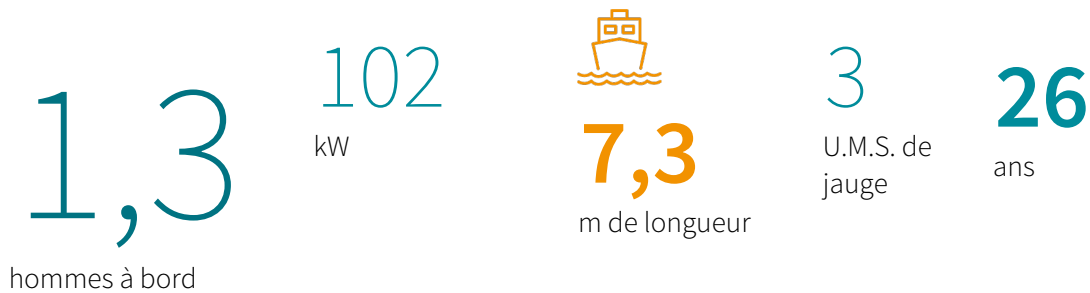 1,3
hommes à bord
102
kW
7,3
m de longueur
3
U.M.S. de
jauge
26
ans